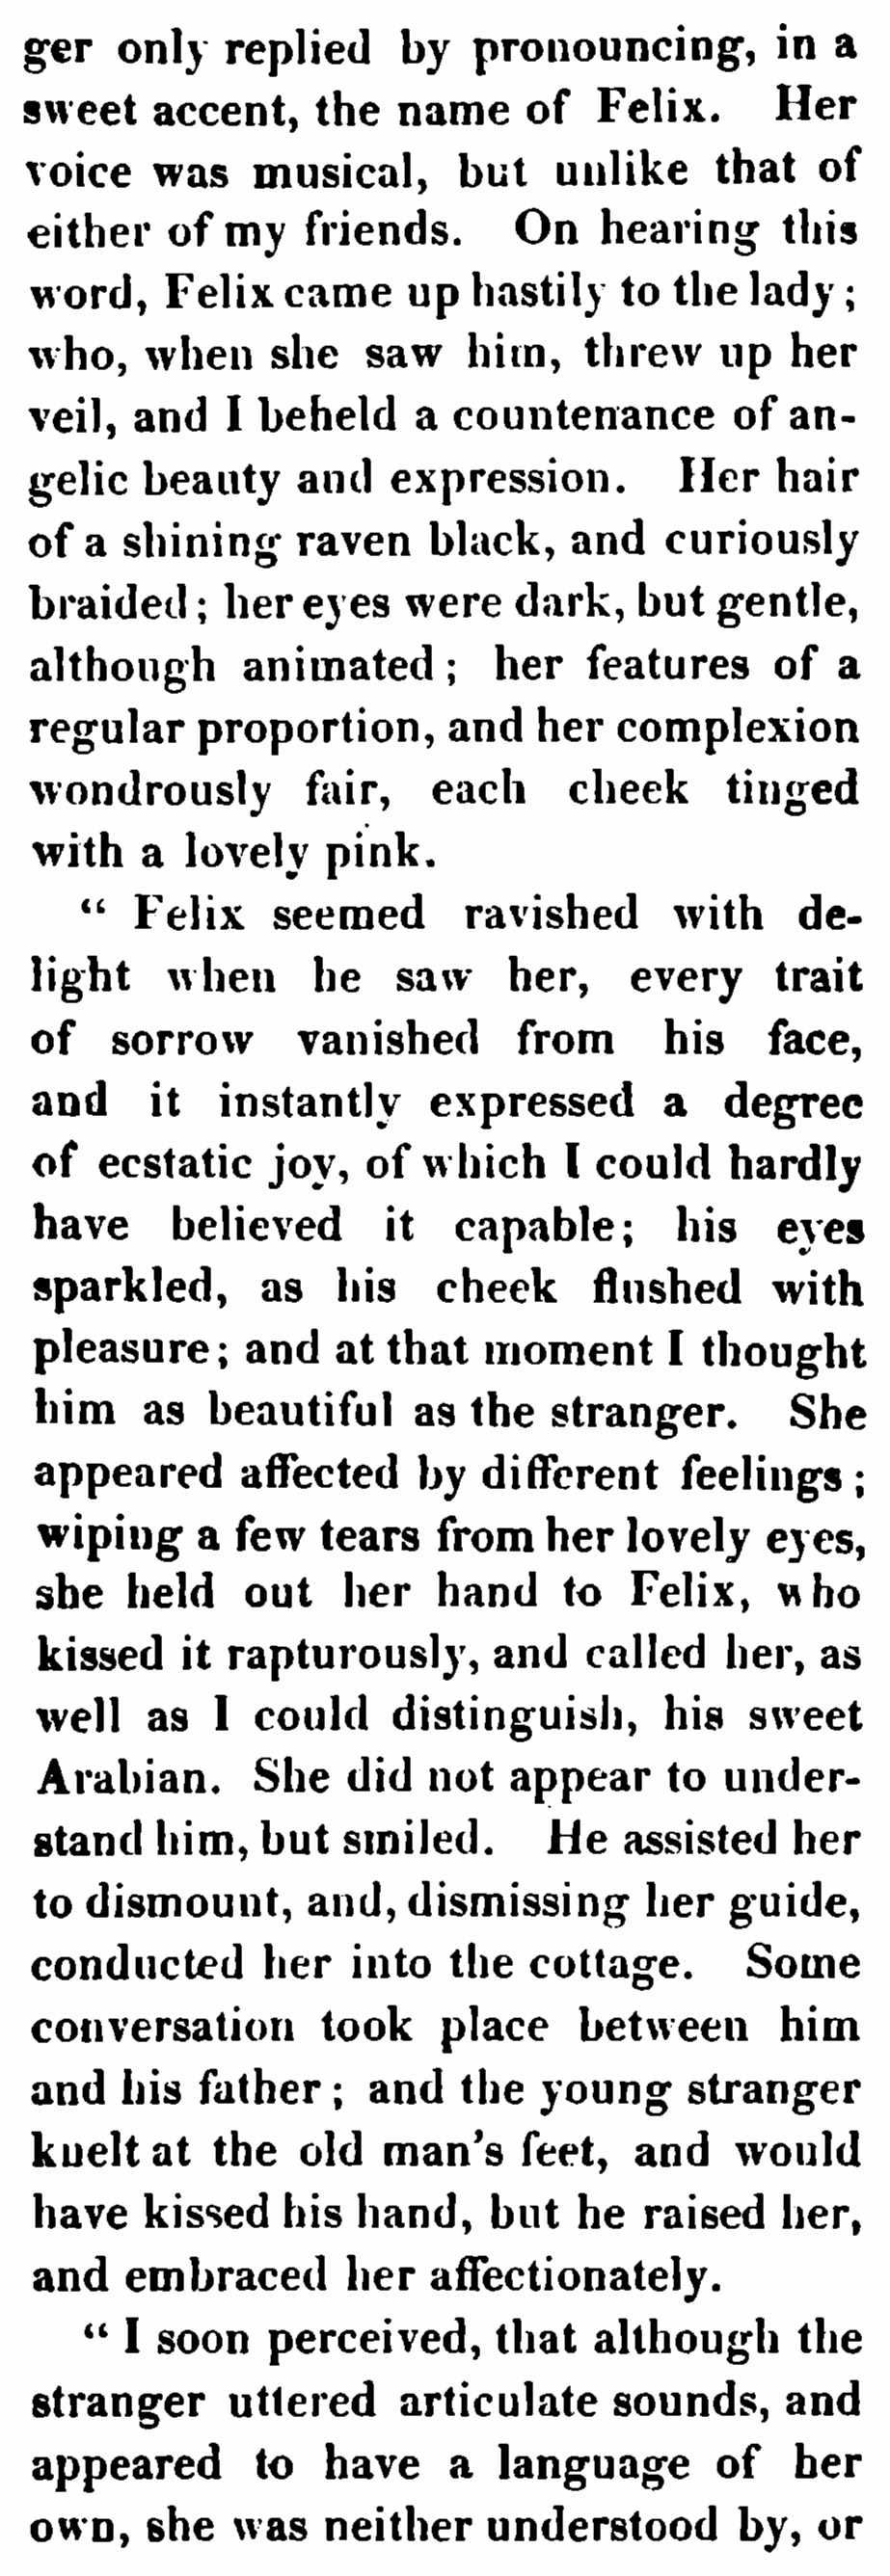 ger only replied by pronouncing, in a
sweet accent, the name of Felix. Her
voice was musical, but unlike that of
either of my friends. On hearing this
word, Felix came up hastily to the lady;
who, when she saw him, threw up her
veil, and I beheld a countenance of an-
gelic beauty and expression. Her hair
of a shining raven black, and curiously
braided; her eyes were dark, but gentle,
although animated; her features of a
regular proportion, and her complexion
wondrously fair, each cheek tinged
with a lovely pink.
“ Felix seemed ravished with de-
light when he saw her, every trait
of sorrow vanished from his face,
and it instantly expressed a degree
of ecstatic joy, of which I could hardly
have believed it capable; his eyes
sparkled, as his cheek flushed with
pleasure; and at that moment I thought
him as beautiful as the stranger. She
appeared affected by different feelings;
wiping a few tears from her lovely eyes,
she held out her hand to Felix, who
kissed it rapturously, and called her, as
well as I could distinguish, his sweet
Arabian. She did not appear to under-
stand him, but smiled. He assisted her
to dismount, and, dismissing her guide,
conducted her into the cottage. Some
conversation took place between him
and his father; and the young stranger
knelt at the old man's feet, and would
have kissed his hand, but he raised her,
and embraced her affectionately.
“ I soon perceived, that although the
stranger uttered articulate sounds, and
appeared to have a language of her
own, she was neither understood by, or